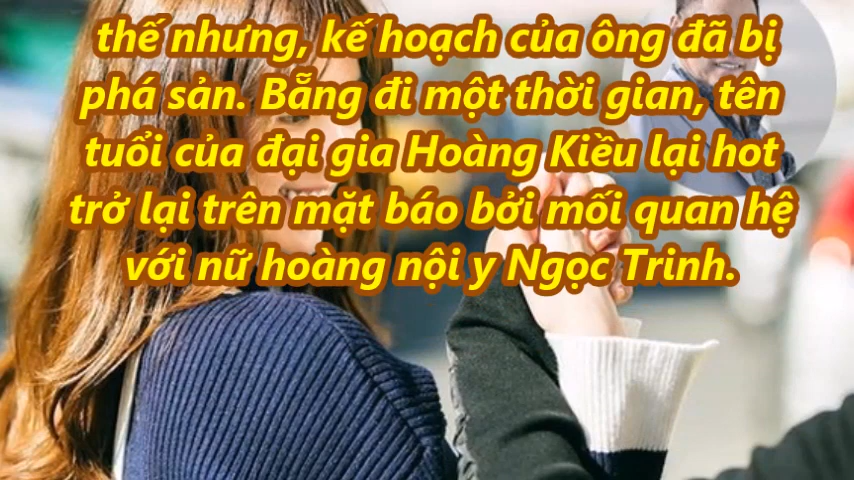 thế nhưng, kế hoạch của ông đã bị
phá sản. Bẵng đi một thời gian, tên
tuổi của đại gia Hoàng Kiều lại hot
trở lại trên mặt báo bởi mối quan hệ
với nữ hoàng nội y Ngọc Trinh.